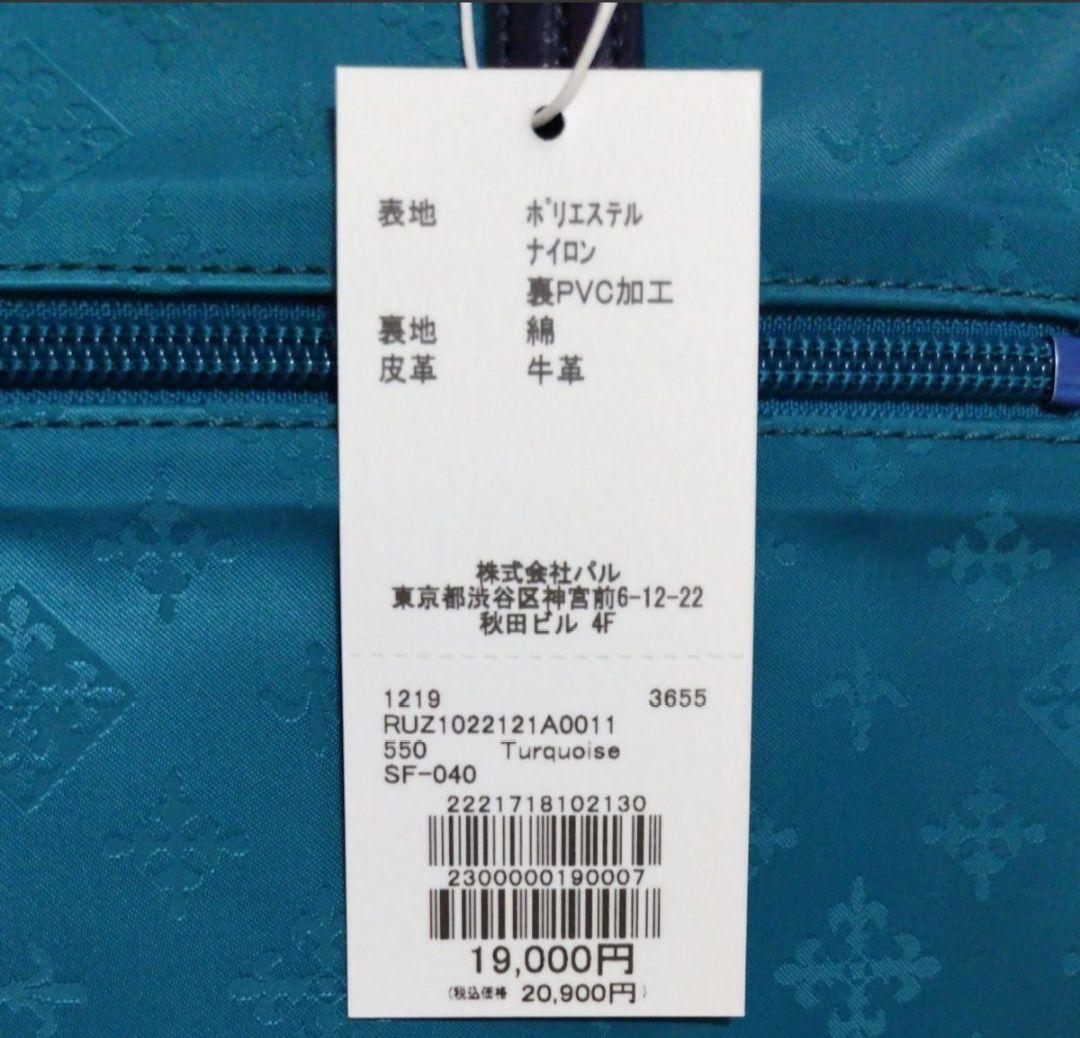 表地 ポリエステル
ナイロン
裏PVC加工
裏地 綿
皮革 牛革
株式会社パル
東京都渋谷区神宮前6-12-22
秋田ビル 4F
1219 3655
RUZ1022121A0011
550 Turquoise
SF-040
2221718102130
2300000190007
19,000円
(税込価格 20,900円)